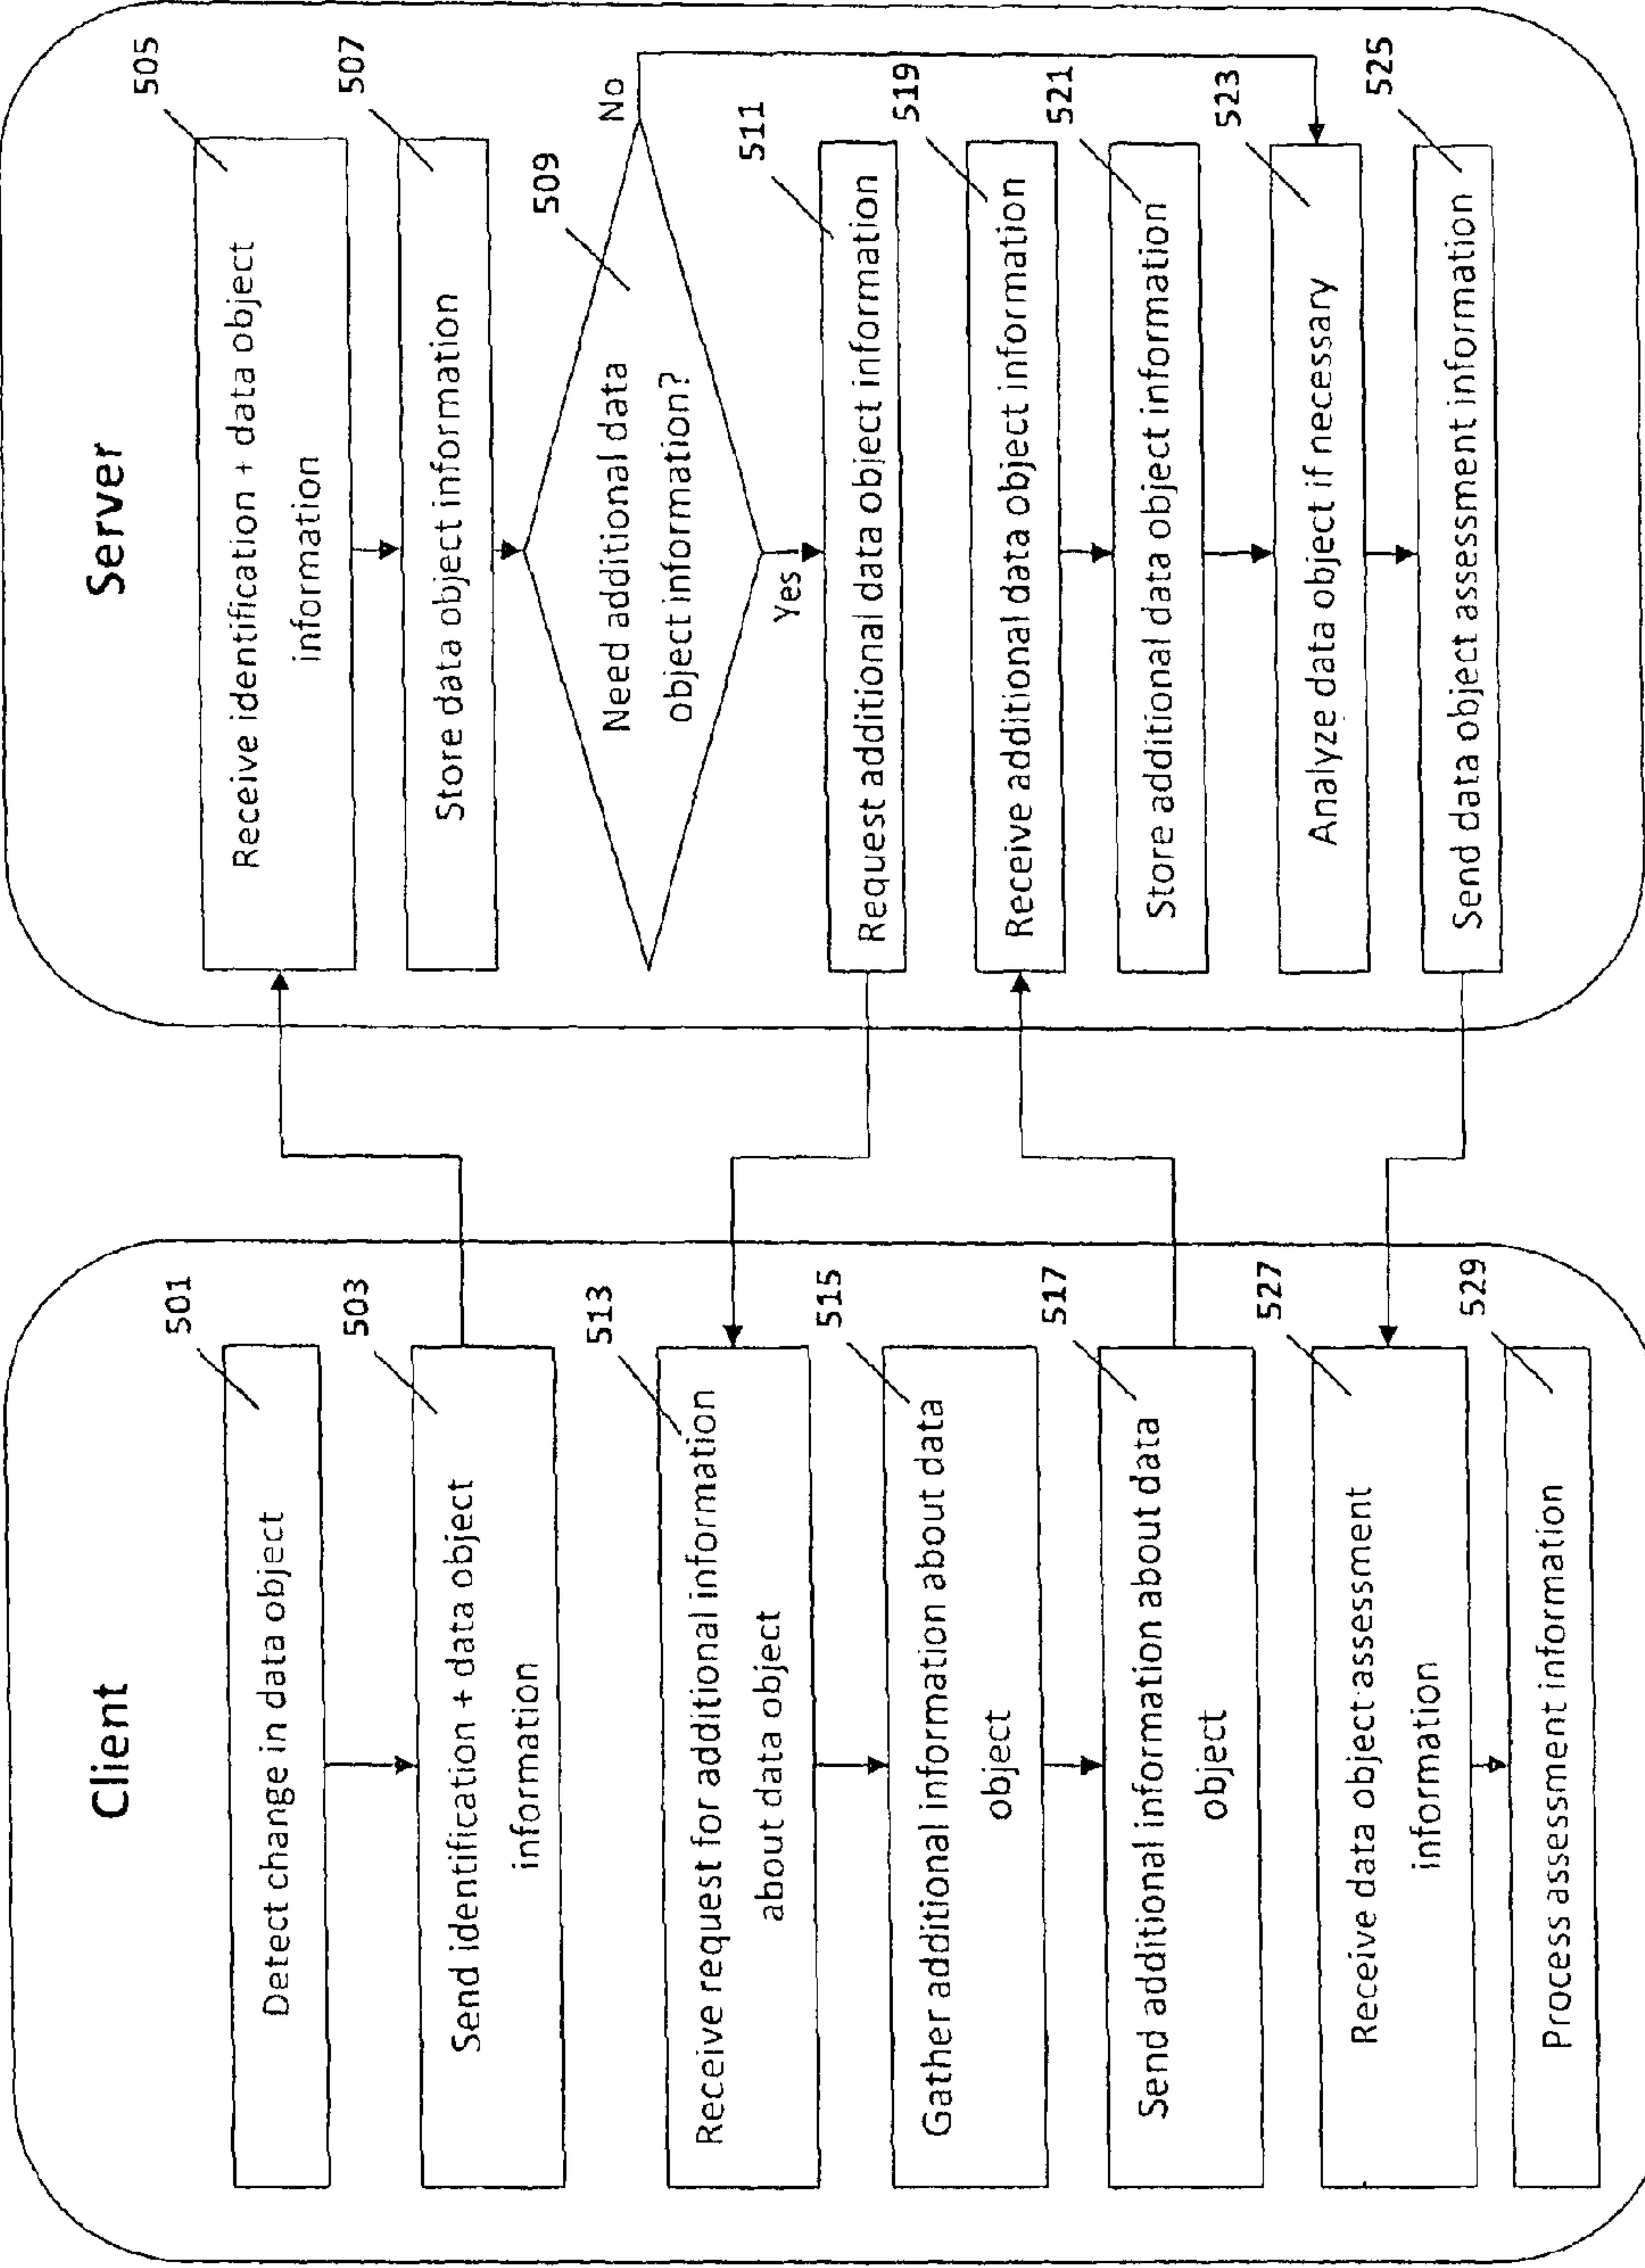 Client
501
Detect change in data object
503
Send identification + data object
information
513
Receive request for additional information
about data object
515
Gather additional information about data
object
517
Send additional information about data
object
527
Receive data object assessment
information
529
Process assessment information
Server
505
Receive identification + data object
information
507
Store data object information
509
Need additional data
object information?
No
Yes
511
Request additional data object information
519
Receive additional data object information
521
Store additional data object information
523
Analyze data object if necessary
525
Send data object assessment information